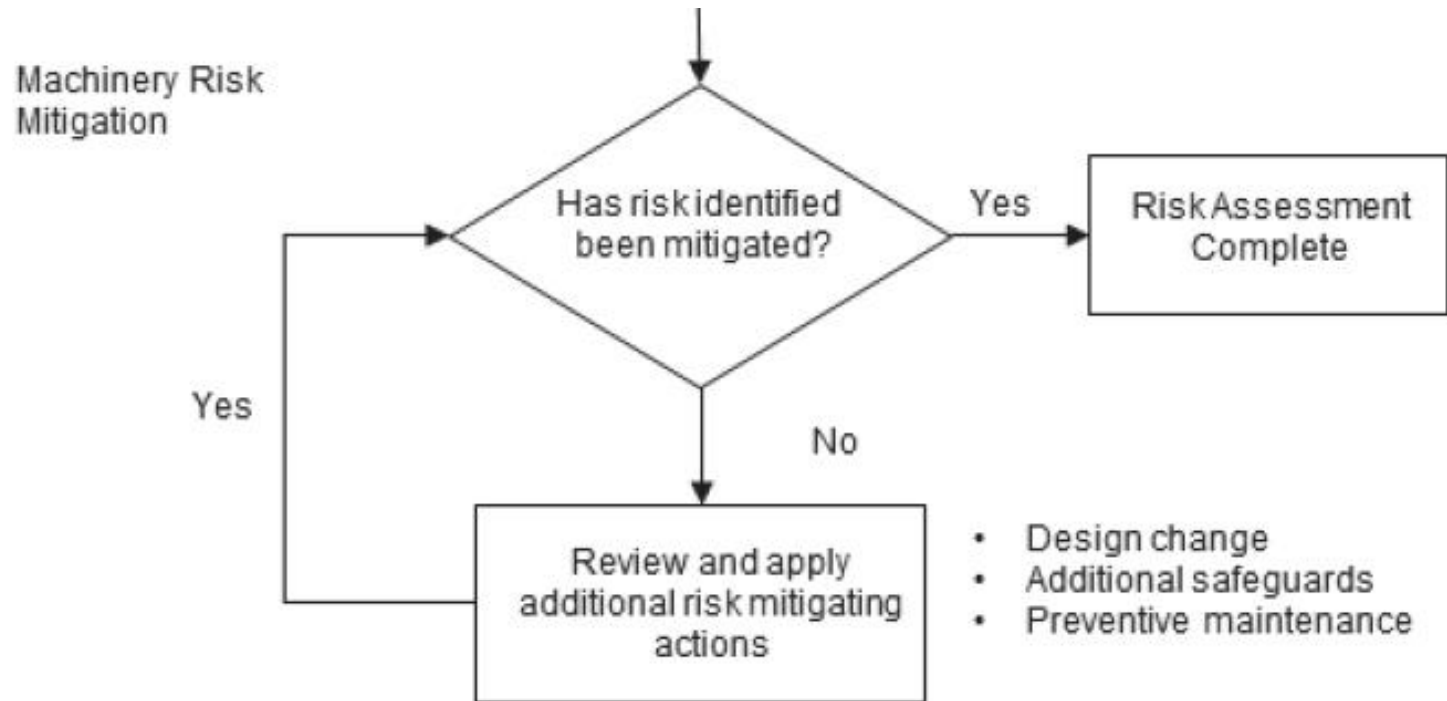 Machinery Risk
Mitigation
Has risk identified
been mitigated?
Yes
Risk Assessment
Complete
Yes
No
Review and apply
additional risk mitigating
actions
• Design change
• Additional safeguards
• Preventive maintenance